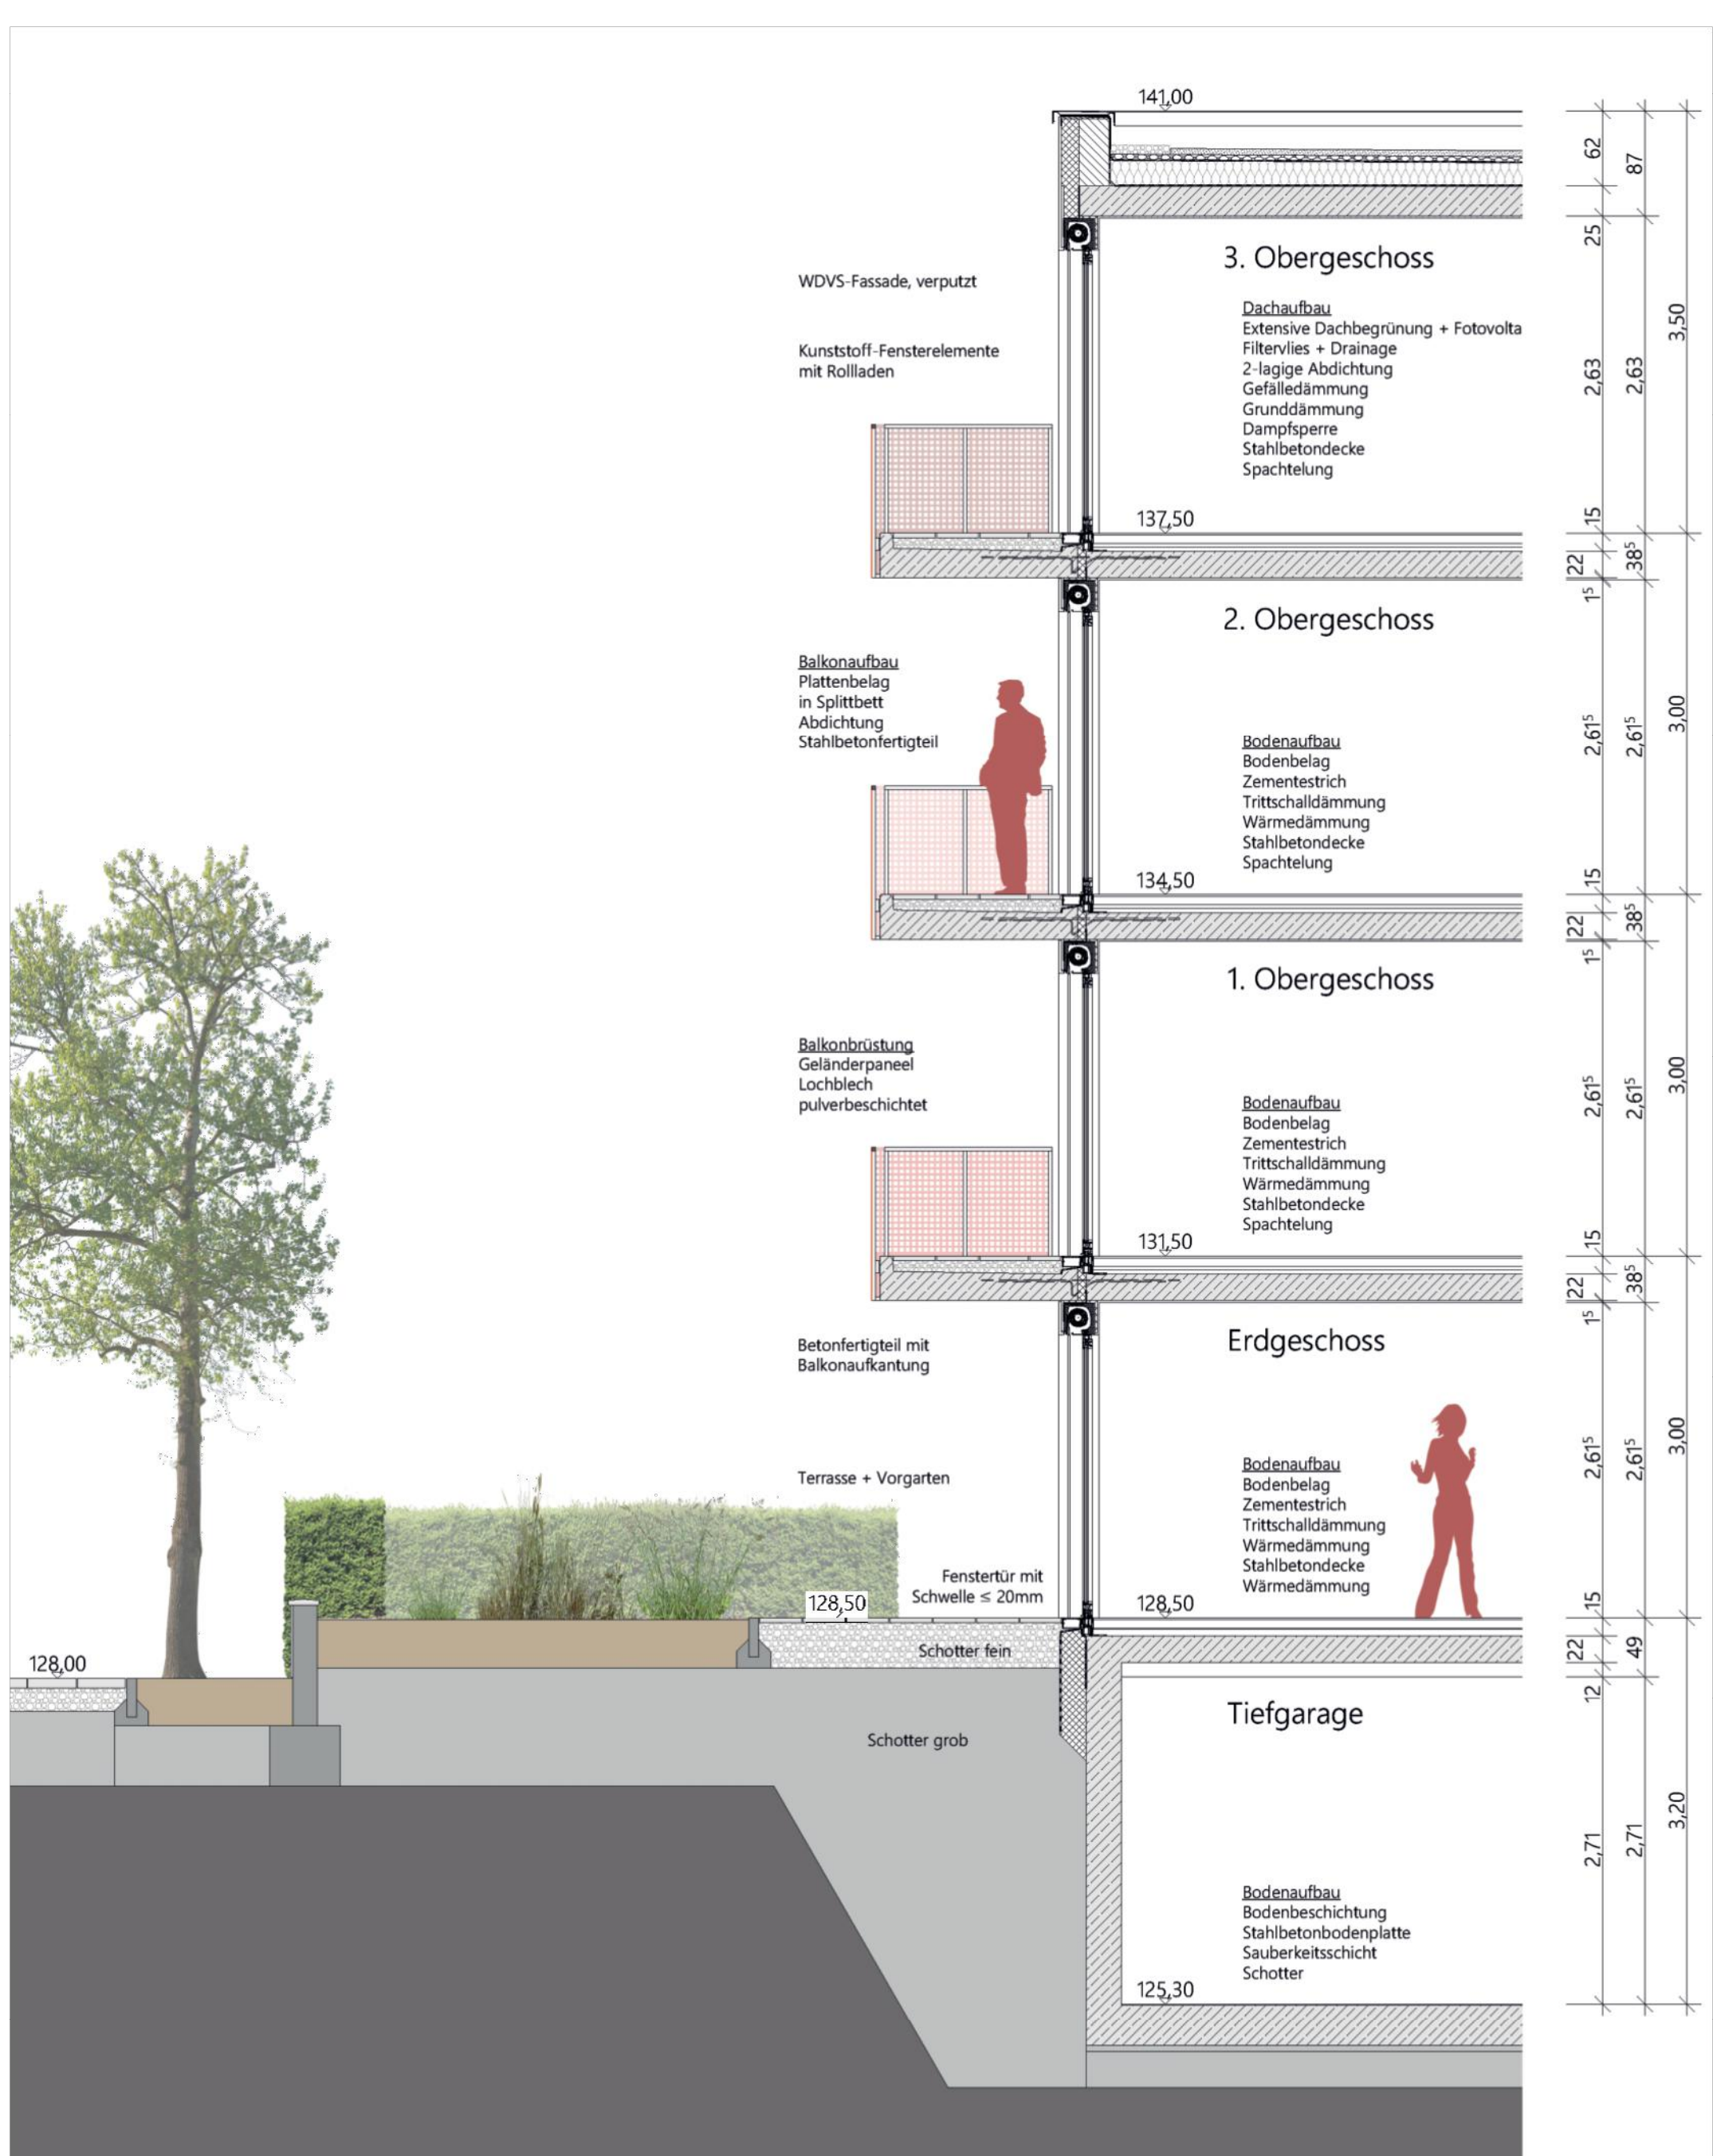 141,00
62
87
25
3. Obergeschoss
WDVS-Fassade, verputzt
Dachaufbau
Extensive Dachbegrünung + Fotovolta
Filtervlies + Drainage
2-lagige Abdichtung
Gefälledämmung
Grunddämmung
Dampfsperre
Stahlbetondecke
Spachtelung
Kunststoff-Fensterelemente
mit Rollladen
3,50
2,63
2,63
137,50
15
22
38⁵
1⁵
2. Obergeschoss
Balkonaufbau
Plattenbelag
in Splittbett
Abdichtung
Stahlbetonfertigteil
Bodenaufbau
Bodenbelag
Zementestrich
Trittschalldämmung
Wärmedämmung
Stahlbetondecke
Spachtelung
2,61⁵
2,61⁵
3,00
134,50
15
22
38⁵
1⁵
1. Obergeschoss
Balkonbrüstung
Geländerpaneel
Lochblech
pulverbeschichtet
Bodenaufbau
Bodenbelag
Zementestrich
Trittschalldämmung
Wärmedämmung
Stahlbetondecke
Spachtelung
2,61⁵
2,61⁵
3,00
131,50
15
22
38⁵
1⁵
Erdgeschoss
Betonfertigteil mit
Balkonaufkantung
Terrasse + Vorgarten
Bodenaufbau
Bodenbelag
Zementestrich
Trittschalldämmung
Wärmedämmung
Stahlbetondecke
Wärmedämmung
2,61⁵
2,61⁵
3,00
Fenstertür mit
Schwelle ≤ 20mm
128,50
128,50
15
22
49
12
Schotter fein
128,00
Tiefgarage
Schotter grob
2,71
2,71
3,20
Bodenaufbau
Bodenbeschichtung
Stahlbetonbodenplatte
Sauberkeitsschicht
Schotter
125,30